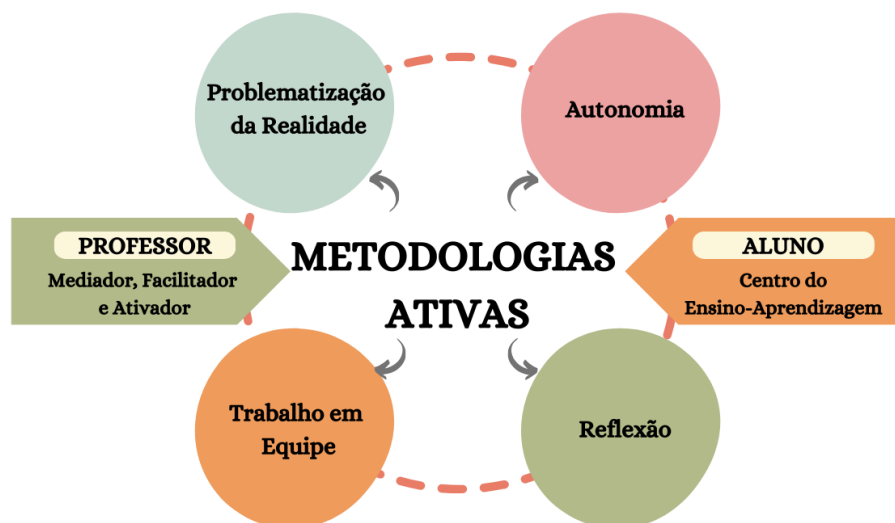 Problematização
da Realidade
Autonomia
PROFESSOR
Mediador, Facilitador
e Ativador
METODOLOGIAS
ATIVAS
ALUNO
Centro do
Ensino-Aprendizagem
Trabalho em
Equipe
Reflexão